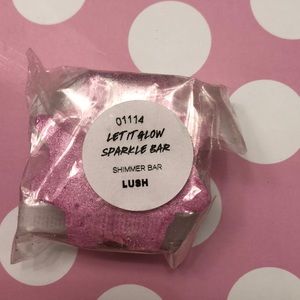 01114
LET IT GLOW
SPARKLE BAR
SHIMMER BAR
LUSH